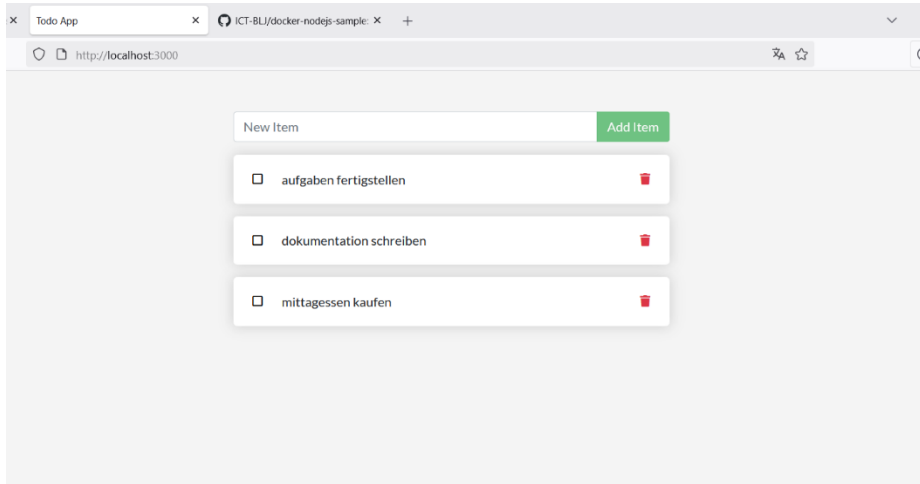 Todo App
ICT-BLJ/docker-nodejs-sample:
http://localhost:3000
New Item
Add Item
aufgaben fertigstellen
dokumentation schreiben
mittagessen kaufen